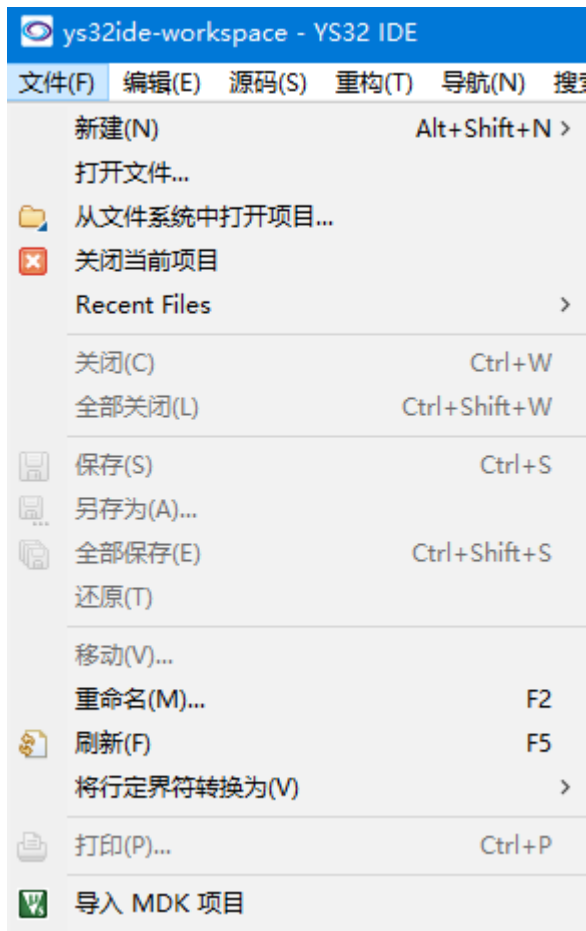 ys32ide-workspace - YS32 IDE
文件(F) 编辑(E) 源码(S) 重构(T) 导航(N)
新建(N) Alt+Shift+N >
打开文件...
从文件系统中打开项目...
关闭当前项目
Recent Files >
关闭(C) Ctrl+W
全部关闭(L) Ctrl+Shift+W
保存(S) Ctrl+S
另存为(A)...
全部保存(E) Ctrl+Shift+S
还原(T)
移动(V)...
重命名(M)... F2
刷新(F) F5
将行定界符转换为(V) >
打印(P)... Ctrl+P
导入 MDK 项目